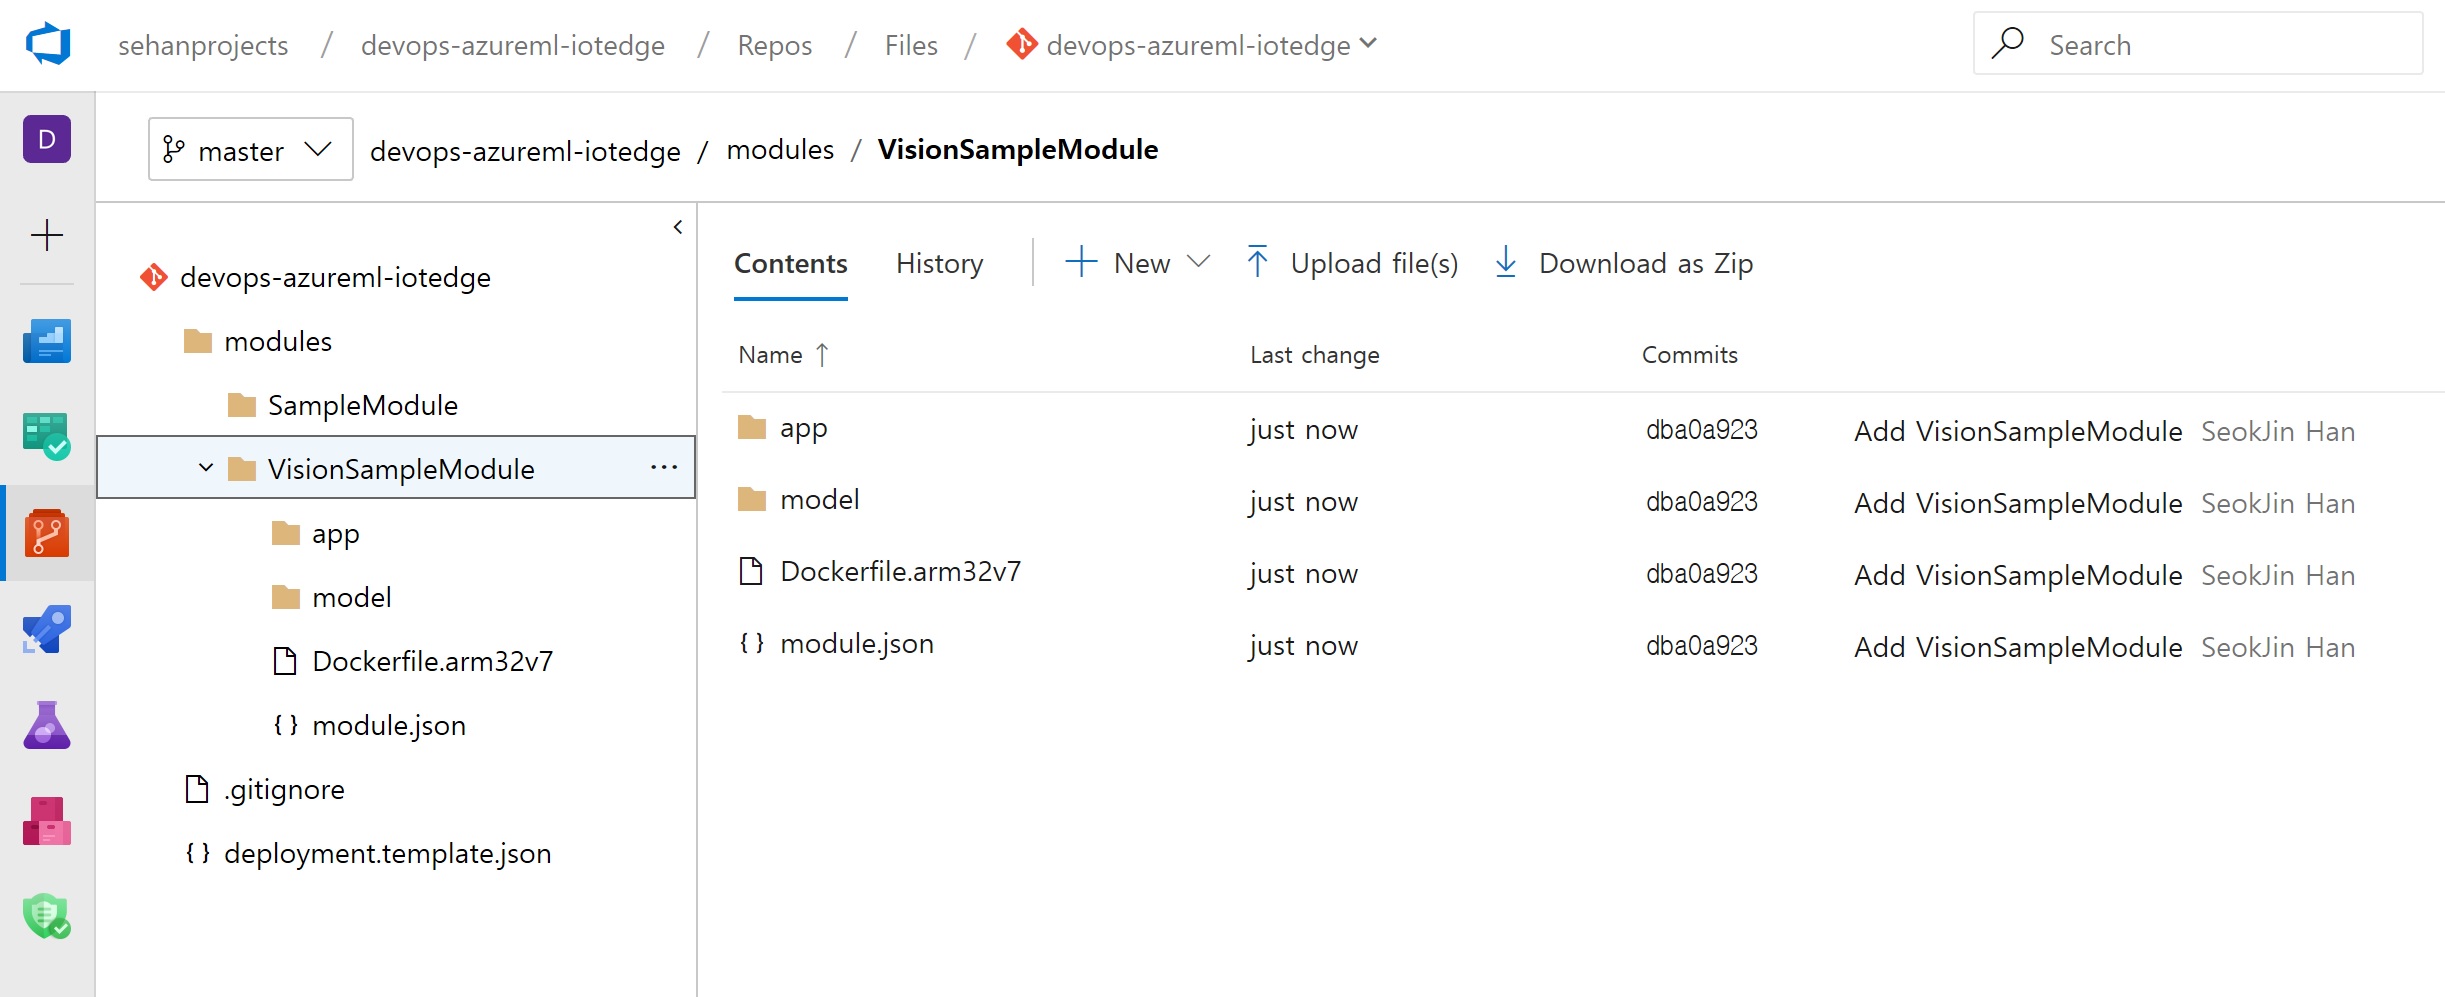 sehanprojects / devops-azureml-iotedge / Repos / Files / devops-azureml-iotedge
Search
D
master
devops-azureml-iotedge / modules / VisionSampleModule
devops-azureml-iotedge
modules
SampleModule
VisionSampleModule ...
app
model
Dockerfile.arm32v7
{ } module.json
.gitignore
{ } deployment.template.json
Contents History New Upload file(s) Download as Zip
Name ↑ Last change Commits
app just now dba0a923 Add VisionSampleModule SeokJin Han
model just now dba0a923 Add VisionSampleModule SeokJin Han
Dockerfile.arm32v7 just now dba0a923 Add VisionSampleModule SeokJin Han
{ } module.json just now dba0a923 Add VisionSampleModule SeokJin Han